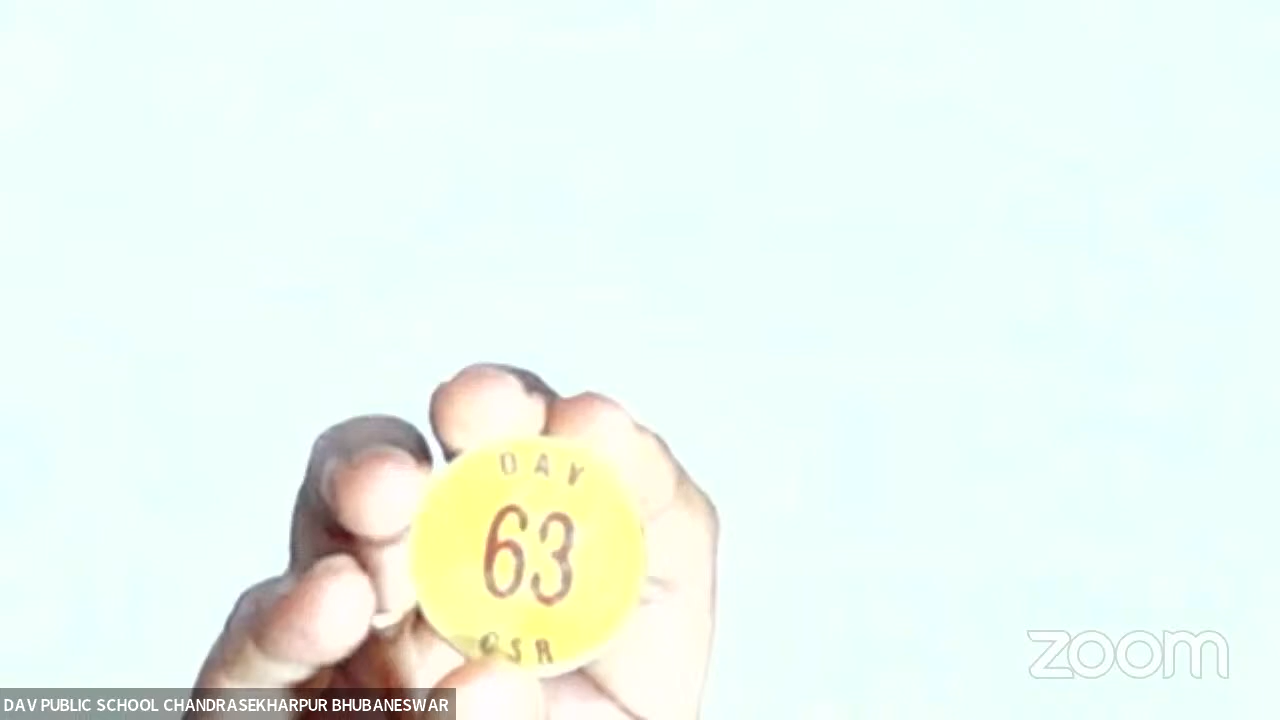 DAV
63
CSR
zoom
DAV PUBLIC SCHOOL CHANDRASEKHARPUR BHUBANESWAR